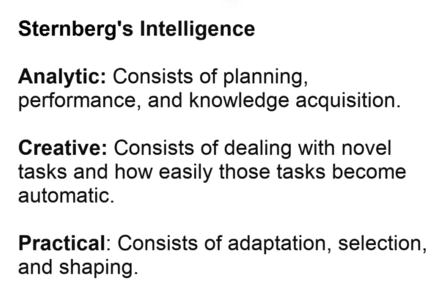 Sternberg's Intelligence
Analytic: Consists of planning,
performance, and knowledge acquisition.
Creative: Consists of dealing with novel
tasks and how easily those tasks become
automatic.
Practical: Consists of adaptation, selection,
and shaping.